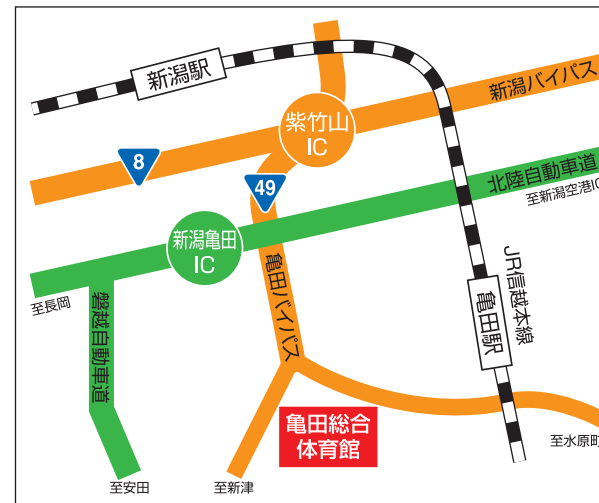 新潟駅
新潟バイパス
紫竹山
IC
8
49
北陸自動車道
至新潟空港IC
新潟亀田
IC
亀田バイパス
JR信越本線
亀田駅
至長岡
磐越自動車道
亀田総合
体育館
至水原町
至安田
至新津